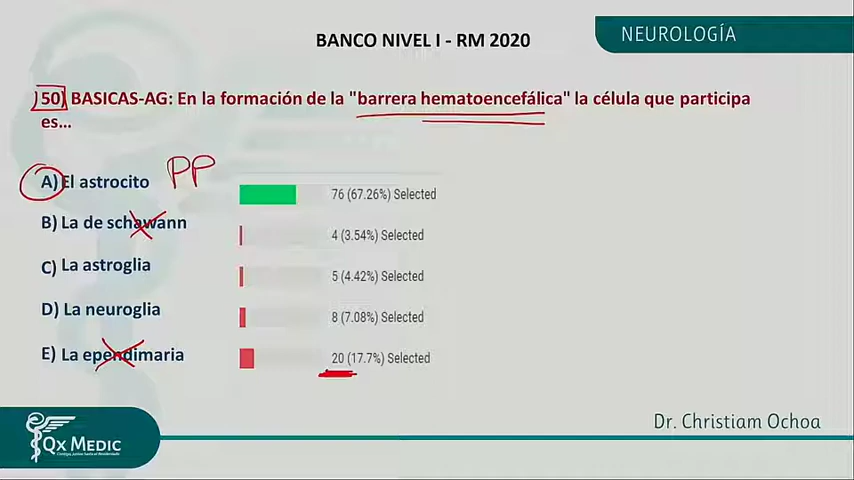 BANCO NIVEL I - RM 2020
NEUROLOGÍA
50) BASICAS-AG: En la formación de la "barrera hematoencefálica" la célula que participa
es...
A) El astrocito PP
76 (67.26%) Selected
B) La de schawann
4 (3.54%) Selected
C) La astroglia
5 (4.42%) Selected
D) La neuroglia
8 (7.08%) Selected
E) La ependimaria
20 (17.7%) Selected
Dr. Christiam Ochoa
QX MEDIC